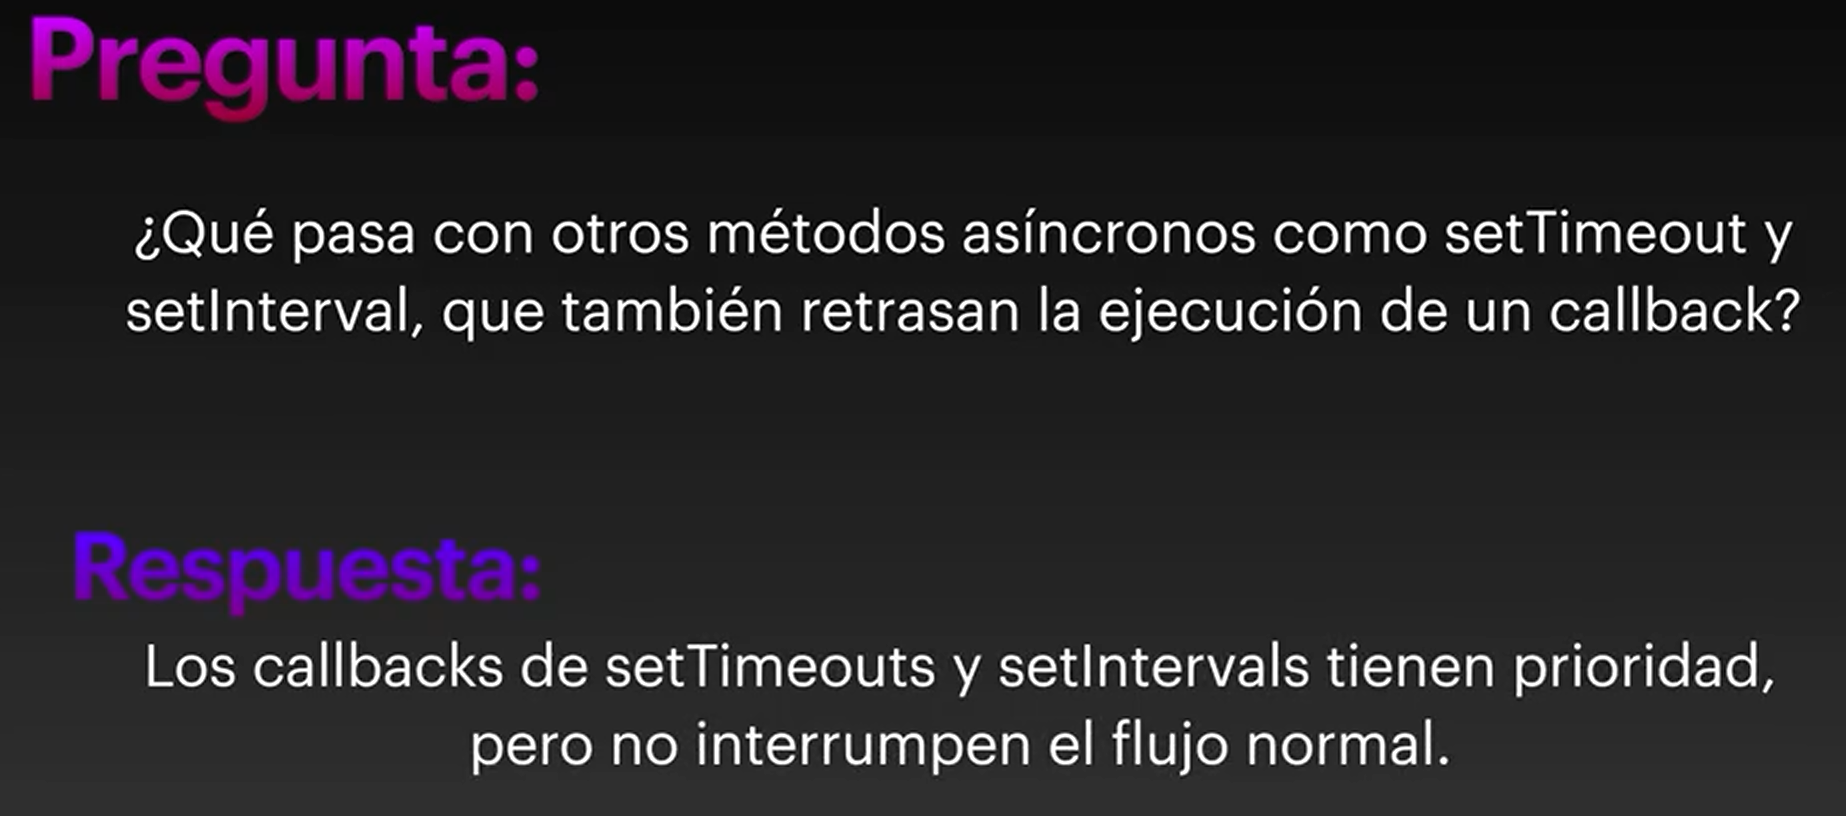 Pregunta:
¿Qué pasa con otros métodos asíncronos como setTimeout y
setInterval, que también retrasan la ejecución de un callback?
Respuesta:
Los callbacks de setTimeouts y setIntervals tienen prioridad,
pero no interrumpen el flujo normal.